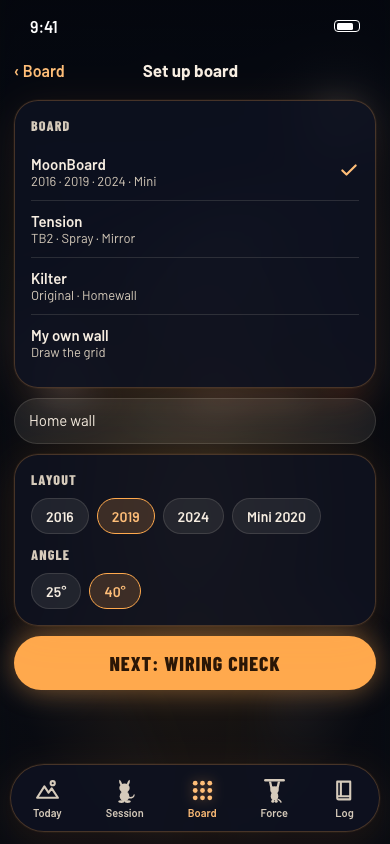 9:41
‹ Board
Set up board
BOARD
MoonBoard
2016 · 2019 · 2024 · Mini
Tension
TB2 · Spray · Mirror
Kilter
Original · Homewall
My own wall
Draw the grid
Home wall
LAYOUT
2016 2019 2024 Mini 2020
ANGLE
25° 40°
NEXT: WIRING CHECK
Today Session Board Force Log